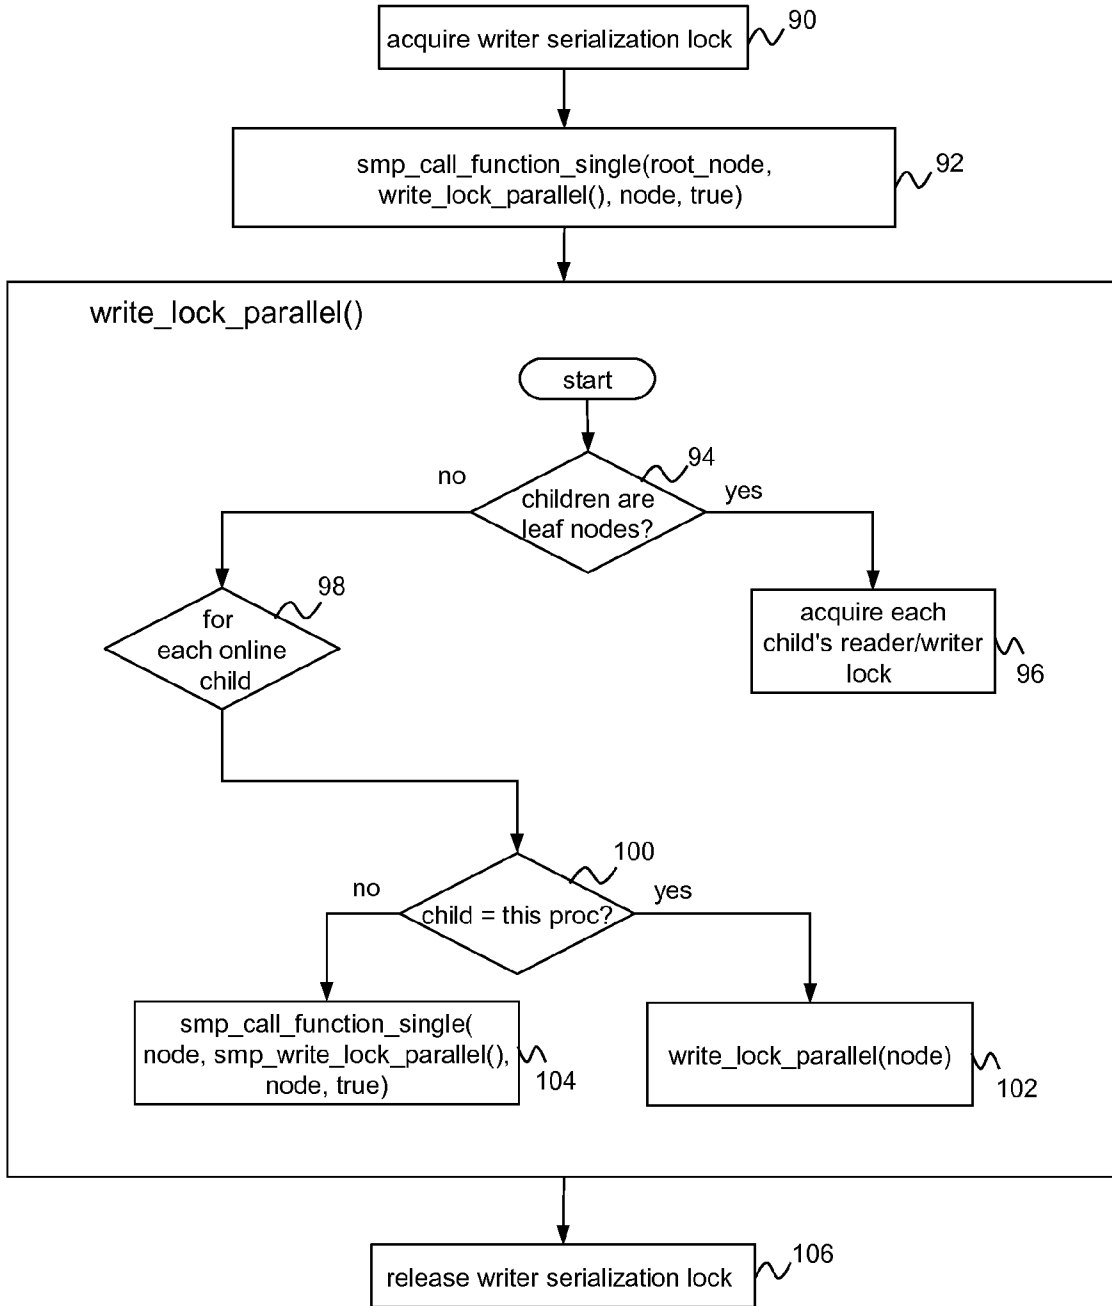 acquire writer serialization lock
90
smp_call_function_single(root_node,
write_lock_parallel(), node, true)
92
write_lock_parallel()
start
94
no
yes
children are
leaf nodes?
98
for
each online
child
acquire each
child's reader/writer
lock
96
100
no
yes
child = this proc?
smp_call_function_single(
node, smp_write_lock_parallel(),
node, true)
104
write_lock_parallel(node)
102
release writer serialization lock
106